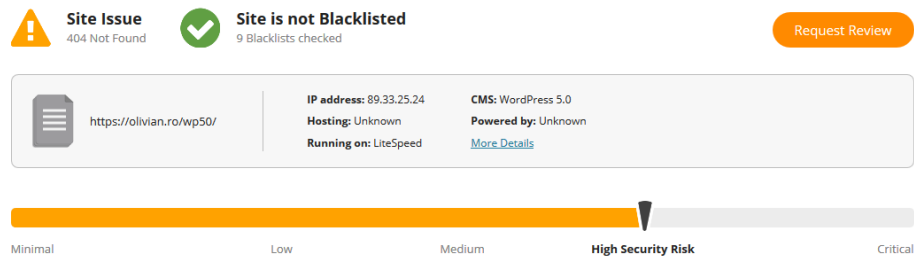 Site Issue
404 Not Found
Site is not Blacklisted
9 Blacklists checked
Request Review
https://olivian.ro/wp50/
IP address: 89.33.25.24
Hosting: Unknown
Running on: LiteSpeed
CMS: WordPress 5.0
Powered by: Unknown
More Details
Minimal
Low
Medium
High Security Risk
Critical